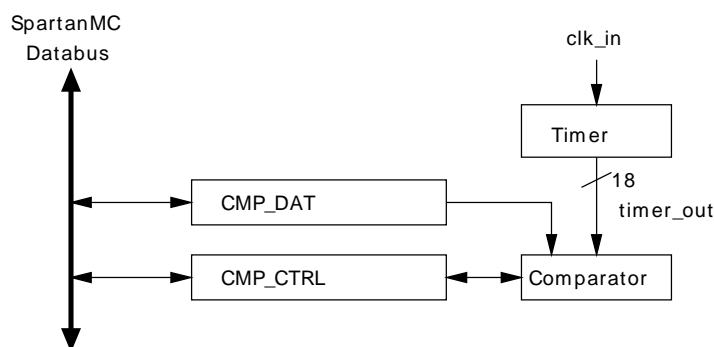 SpartanMC
Databus
clk_in
Timer
18
timer_out
CMP_DAT
CMP_CTRL
Comparator